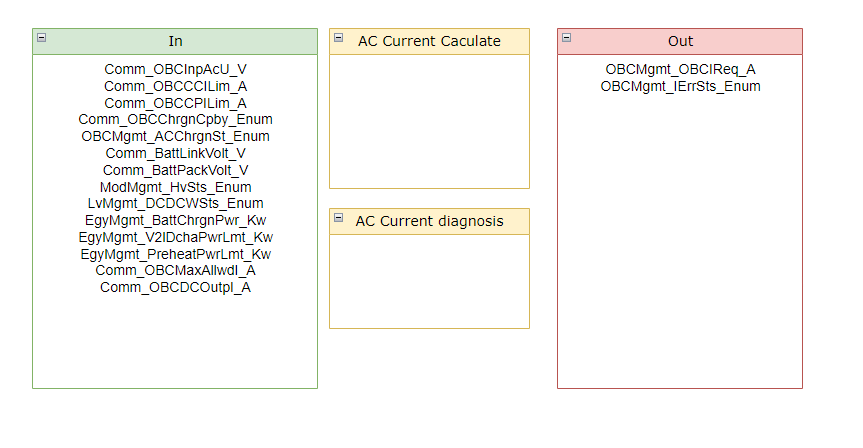 In
Comm_OBCInpAcU_V
Comm_OBCCCILim_A
Comm_OBCCPILim_A
Comm_OBCChrgnCpby_Enum
OBCMgmt_ACChrgnSt_Enum
Comm_BattLinkVolt_V
Comm_BattPackVolt_V
ModMgmt_HvSts_Enum
LvMgmt_DCDCWSts_Enum
EgyMgmt_BattChrgnPwr_Kw
EgyMgmt_V2IDchaPwrLmt_Kw
EgyMgmt_PreheatPwrLmt_Kw
Comm_OBCMaxAllwdI_A
Comm_OBCDCOutpI_A
AC Current Caculate
AC Current diagnosis
Out
OBCMgmt_OBCIReq_A
OBCMgmt_IErrSts_Enum